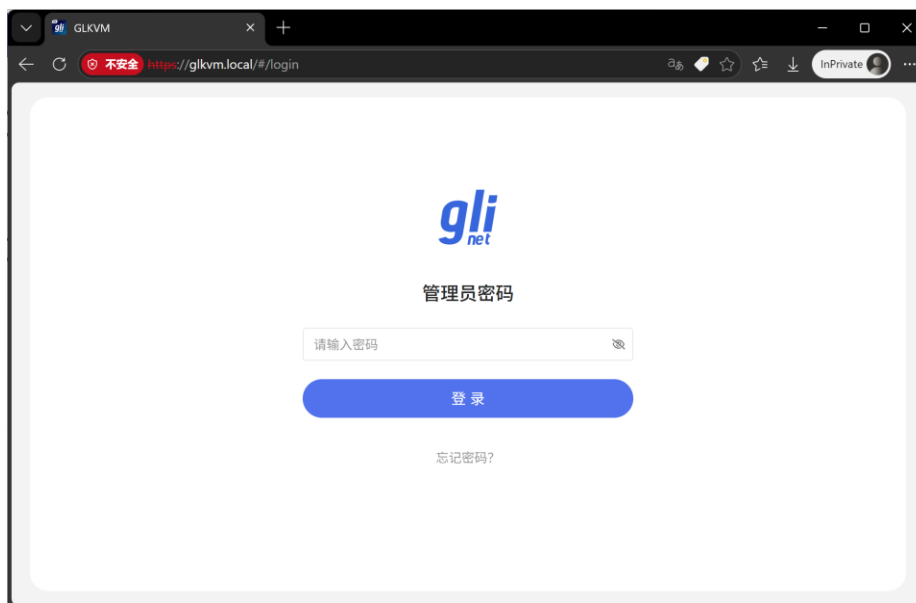 GLKVM
不安全 https://glkvm.local/#/login
InPrivate
gli
net
管理员密码
请输入密码
登录
忘记密码?